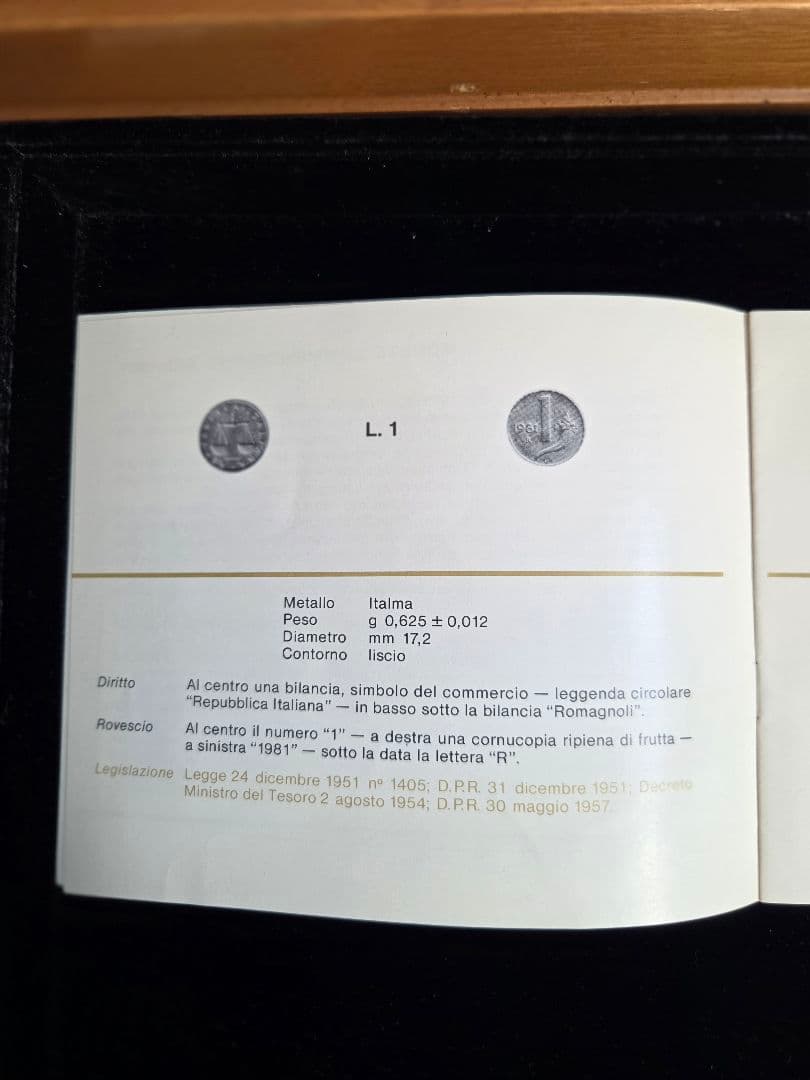 L. 1
1981
Metallo Italma
Peso g 0,625 ± 0,012
Diametro mm 17,2
Contorno liscio
Diritto Al centro una bilancia, simbolo del commercio — leggenda circolare
“Repubblica Italiana” — in basso sotto la bilancia “Romagnoli”.
Rovescio Al centro il numero “1” — a destra una cornucopia ripiena di frutta —
a sinistra “1981” — sotto la data la lettera “R”.
Legislazione Legge 24 dicembre 1951 nº 1405; D.P.R. 31 dicembre 1951; Decreto
Ministro del Tesoro 2 agosto 1954; D.P.R. 30 maggio 1957.